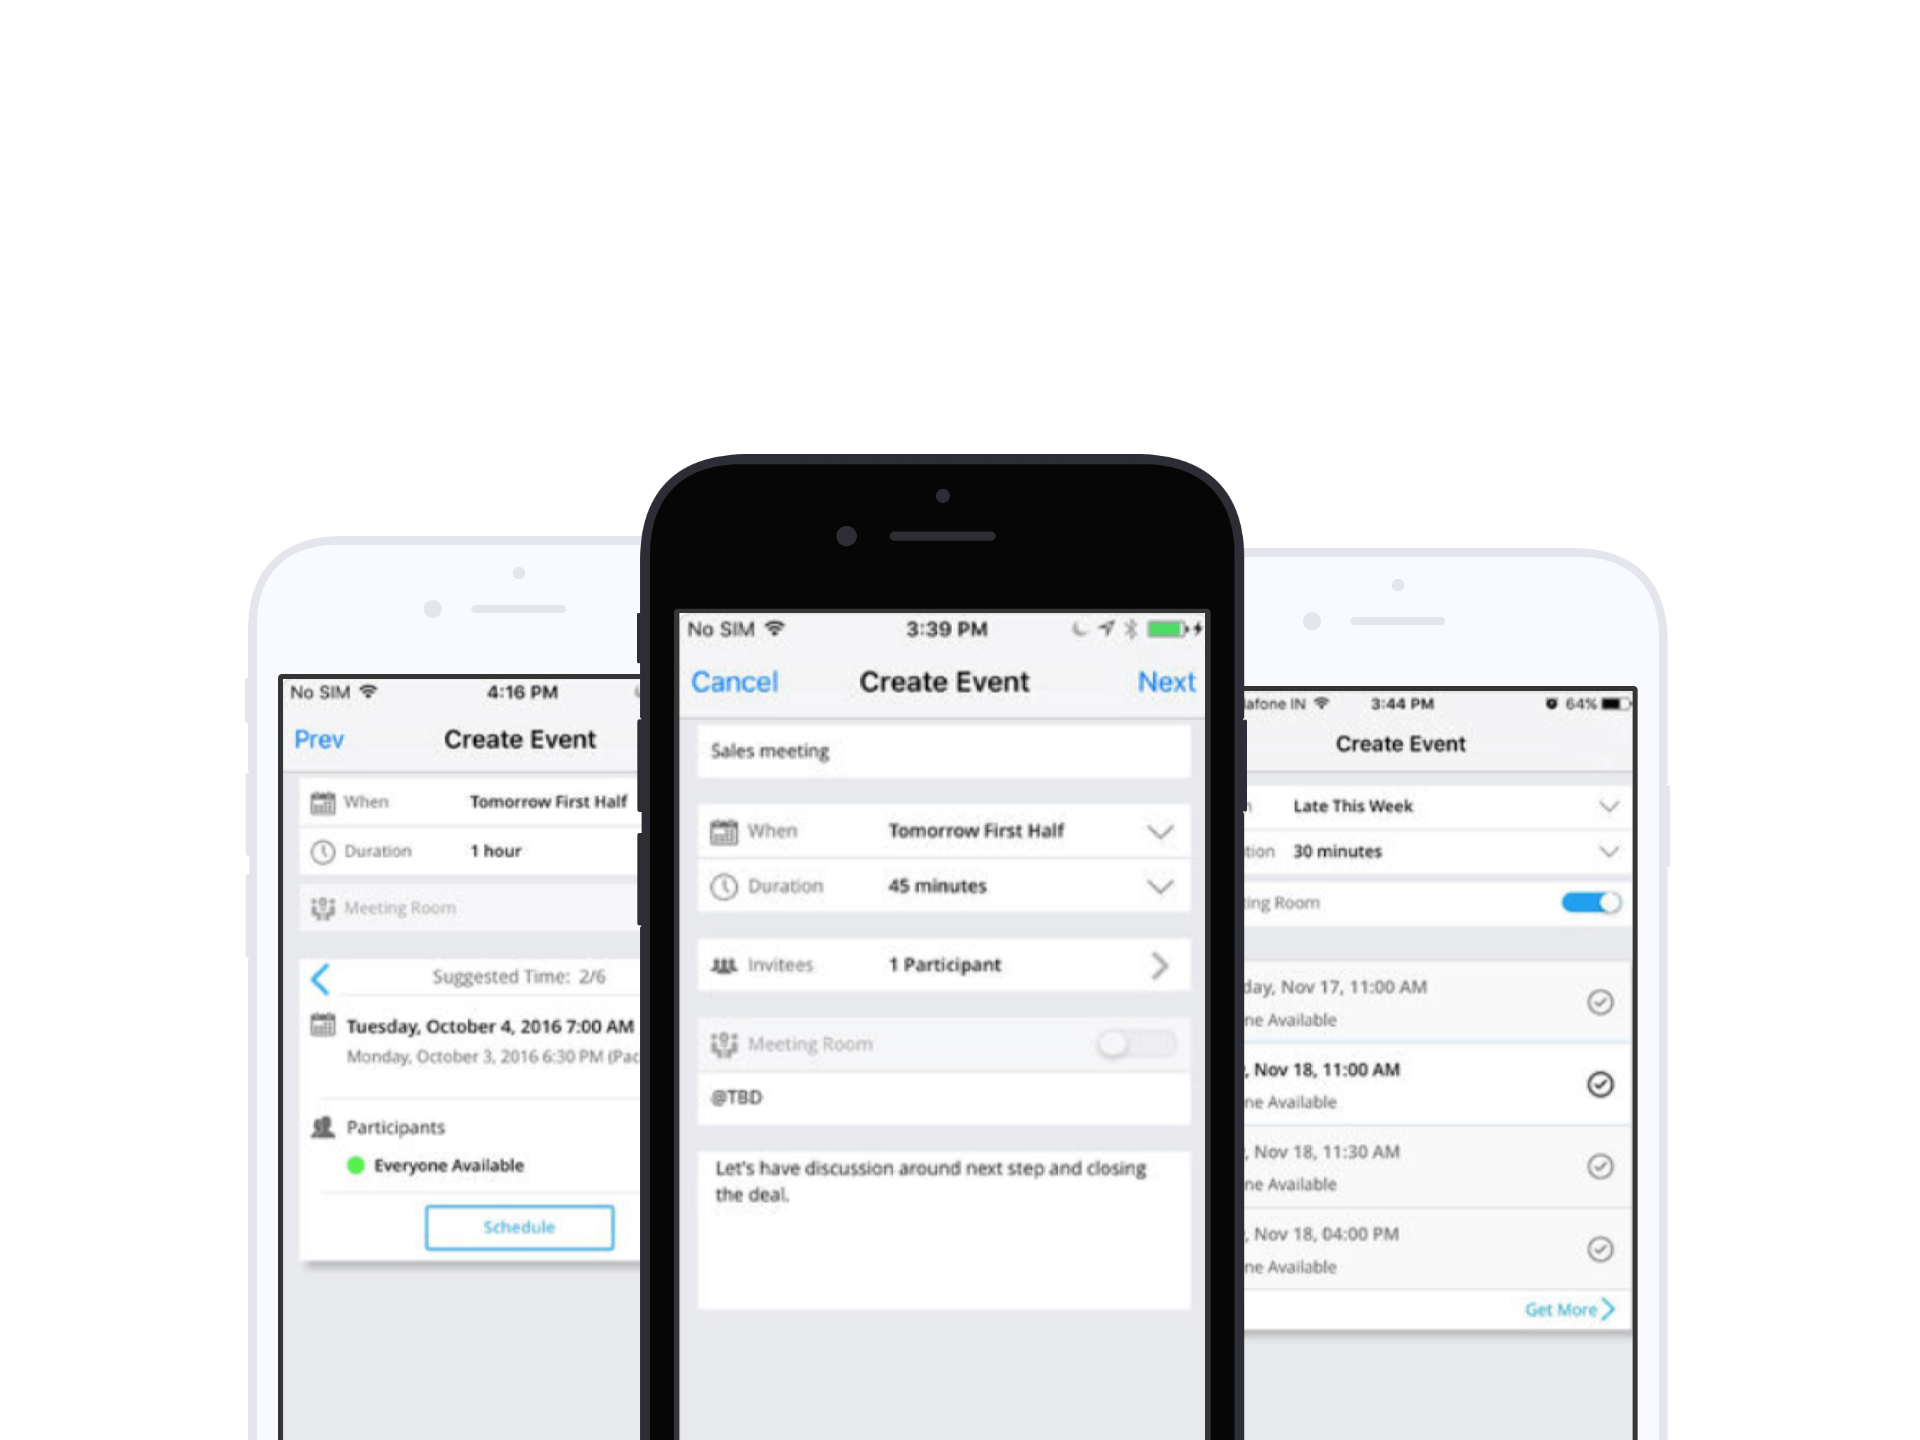 No SIM 4:16 PM
Prev Create Event
When Tomorrow First Half
Duration 1 hour
Meeting Room
Suggested Time: 2/6
Tuesday, October 4, 2016 7:00 AM
Monday, October 3, 2016 6:30 PM (Pac
Participants
Everyone Available
Schedule
No SIM 3:39 PM
Cancel Create Event Next
Sales meeting
When Tomorrow First Half
Duration 45 minutes
Invitees 1 Participant
Meeting Room
@TBD
Let's have discussion around next step and closing
the deal.
afone IN 3:44 PM 64%
Create Event
Late This Week
tion 30 minutes
ing Room
day, Nov 17, 11:00 AM
ne Available
, Nov 18, 11:00 AM
ne Available
, Nov 18, 11:30 AM
ne Available
, Nov 18, 04:00 PM
ne Available
Get More